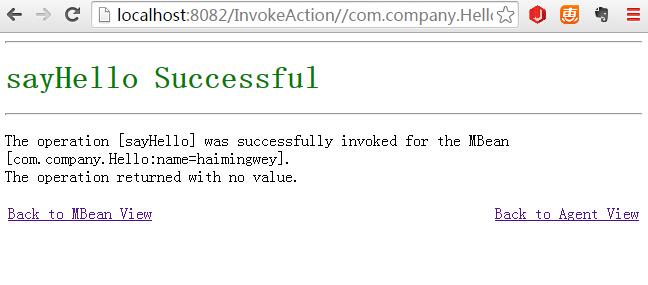 localhost:8082/InvokeAction//com.company.Hell
sayHello Successful
The operation [sayHello] was successfully invoked for the MBean
[com.company.Hello:name=haimingwey].
The operation returned with no value.
Back to MBean View Back to Agent View